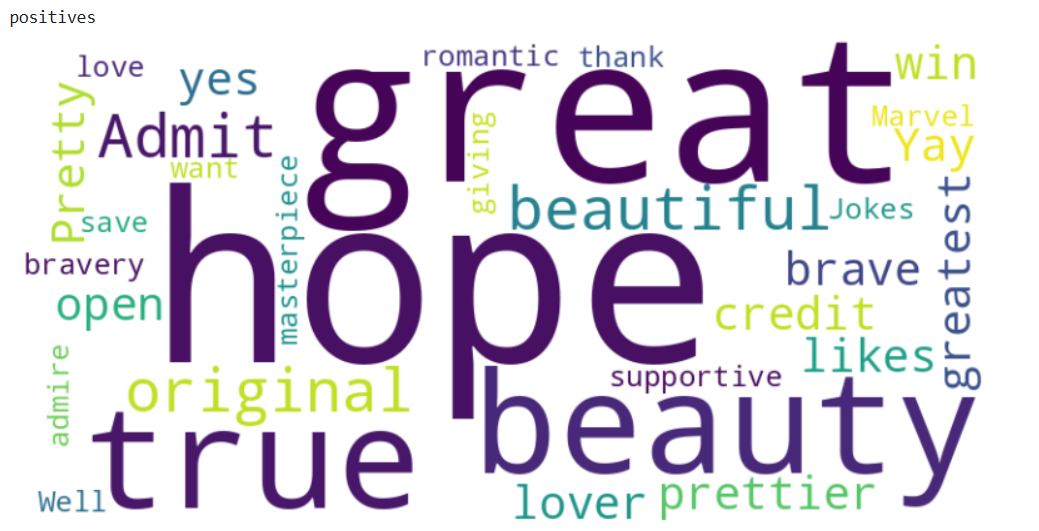 positives
love
yes
romantic
thank
great
win
Pretty
Admit
want
giving
Marvel
Yay
masterpiece
save
beautiful
Jokes
greatest
bravery
hope
brave
open
credit
likes
admire
original
supportive
beauty
true
Well
lover
prettier